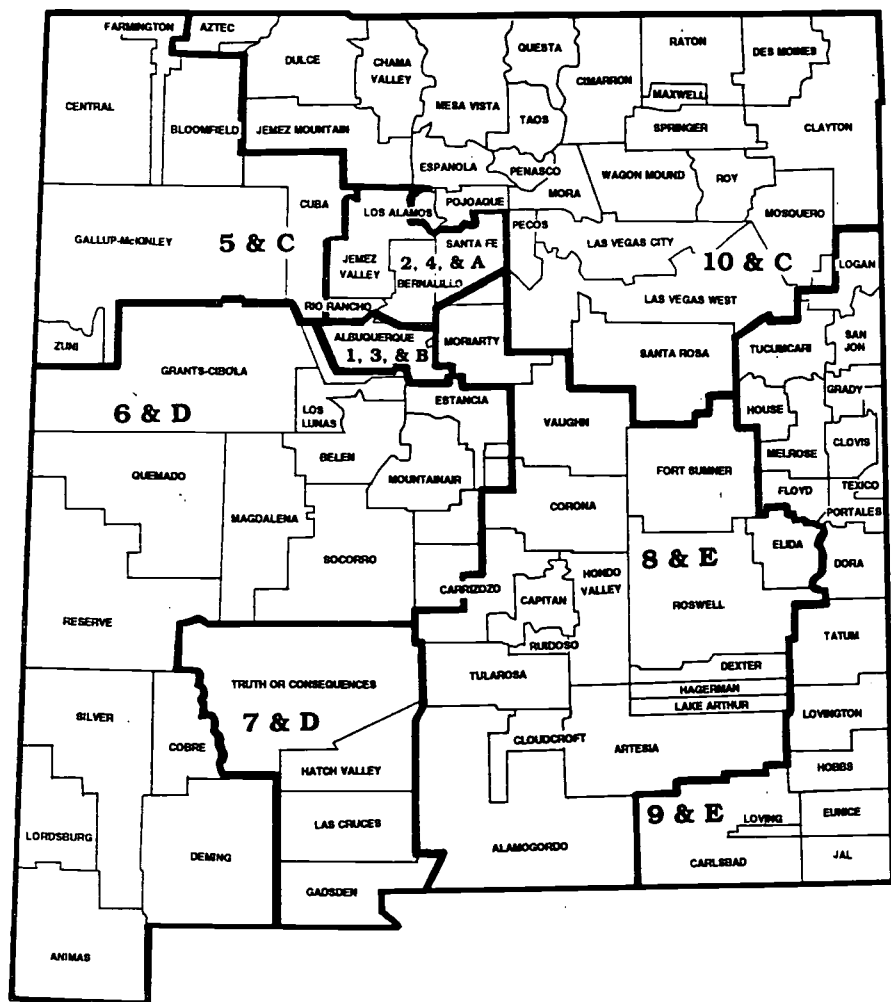 FARMINGTON
AZTEC
DULCE
CHAMA
VALLEY
QUESTA
RATON
DES MOINES
CENTRAL
BLOOMFIELD
JEMEZ MOUNTAIN
MESA VISTA
TAOS
CIMARRON
MAXWELL
SPRINGER
CLAYTON
ESPANOLA
PENASCO
MORA
WAGON MOUND
ROY
CUBA
LOS ALAMOS
POJOAQUE
PECOS
MOSQUERO
GALLUP-McKINLEY
5 & C
JEMEZ
VALLEY
SANTA FE
2, 4, & A
BERNALILLO
LAS VEGAS CITY
10 & C
LOGAN
RIO RANCHO
LAS VEGAS WEST
ZUNI
ALBUQUERQUE
1, 3, & B
MORIARTY
SANTA ROSA
TUCUMCARI
SAN
JON
GRANTS-CIBOLA
6 & D
LOS
LUNAS
ESTANCIA
VAUGHN
HOUSE
GRADY
BELEN
MOUNTAINAIR
FORT SUMNER
MELROSE
CLOVIS
QUEMADO
MAGDALENA
CORONA
FLOYD
TEXICO
PORTALES
SOCORRO
CARRIZOZO
HONDO
VALLEY
8 & E
ELIDA
DORA
RESERVE
CAPITAN
ROSWELL
TATUM
RUIDOSO
TRUTH OR CONSEQUENCES
7 & D
TULAROSA
DEXTER
HAGERMAN
LAKE ARTHUR
SILVER
COBRE
HATCH VALLEY
CLOUDCROFT
ARTESIA
LOVINGTON
HOBBS
LORDSBURG
DEMING
LAS CRUCES
ALAMOGORDO
9 & E
LOVING
EUNICE
CARLSBAD
JAL
GADSDEN
ANIMAS